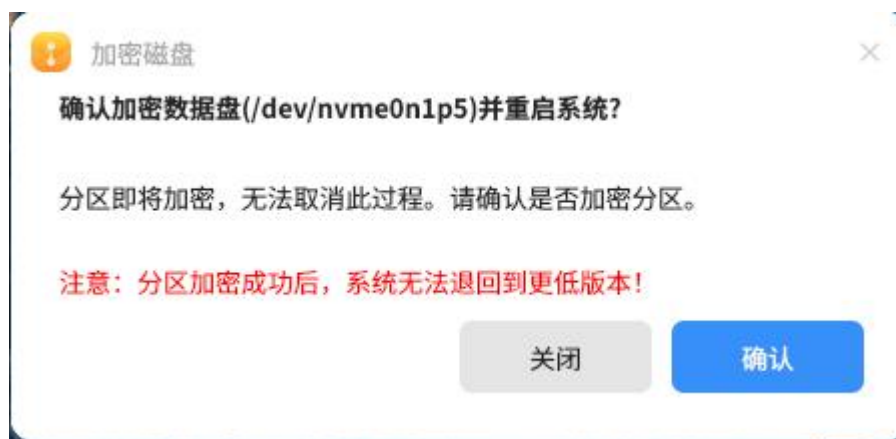 加密磁盘
确认加密数据盘(/dev/nvme0n1p5)并重启系统?
分区即将加密，无法取消此过程。请确认是否加密分区。
注意：分区加密成功后，系统无法退回到更低版本！
关闭
确认